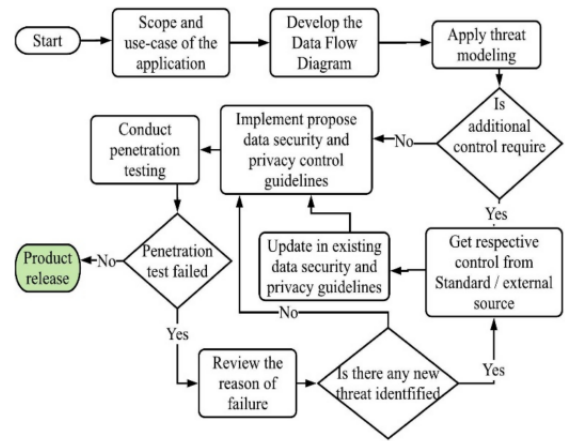 Start
Scope and
use-case of the
application
Develop the
Data Flow
Diagram
Apply threat
modeling
Is
additional
control require
No
Implement propose
data security and
privacy control
guidelines
Conduct
penetration
testing
Yes
Get respective
control from
Standard / external
source
Update in existing
data security and
privacy guidelines
Penetration
test failed
No
Product
release
Yes
Review the
reason of
failure
Is there any new
threat identfified
No
Yes